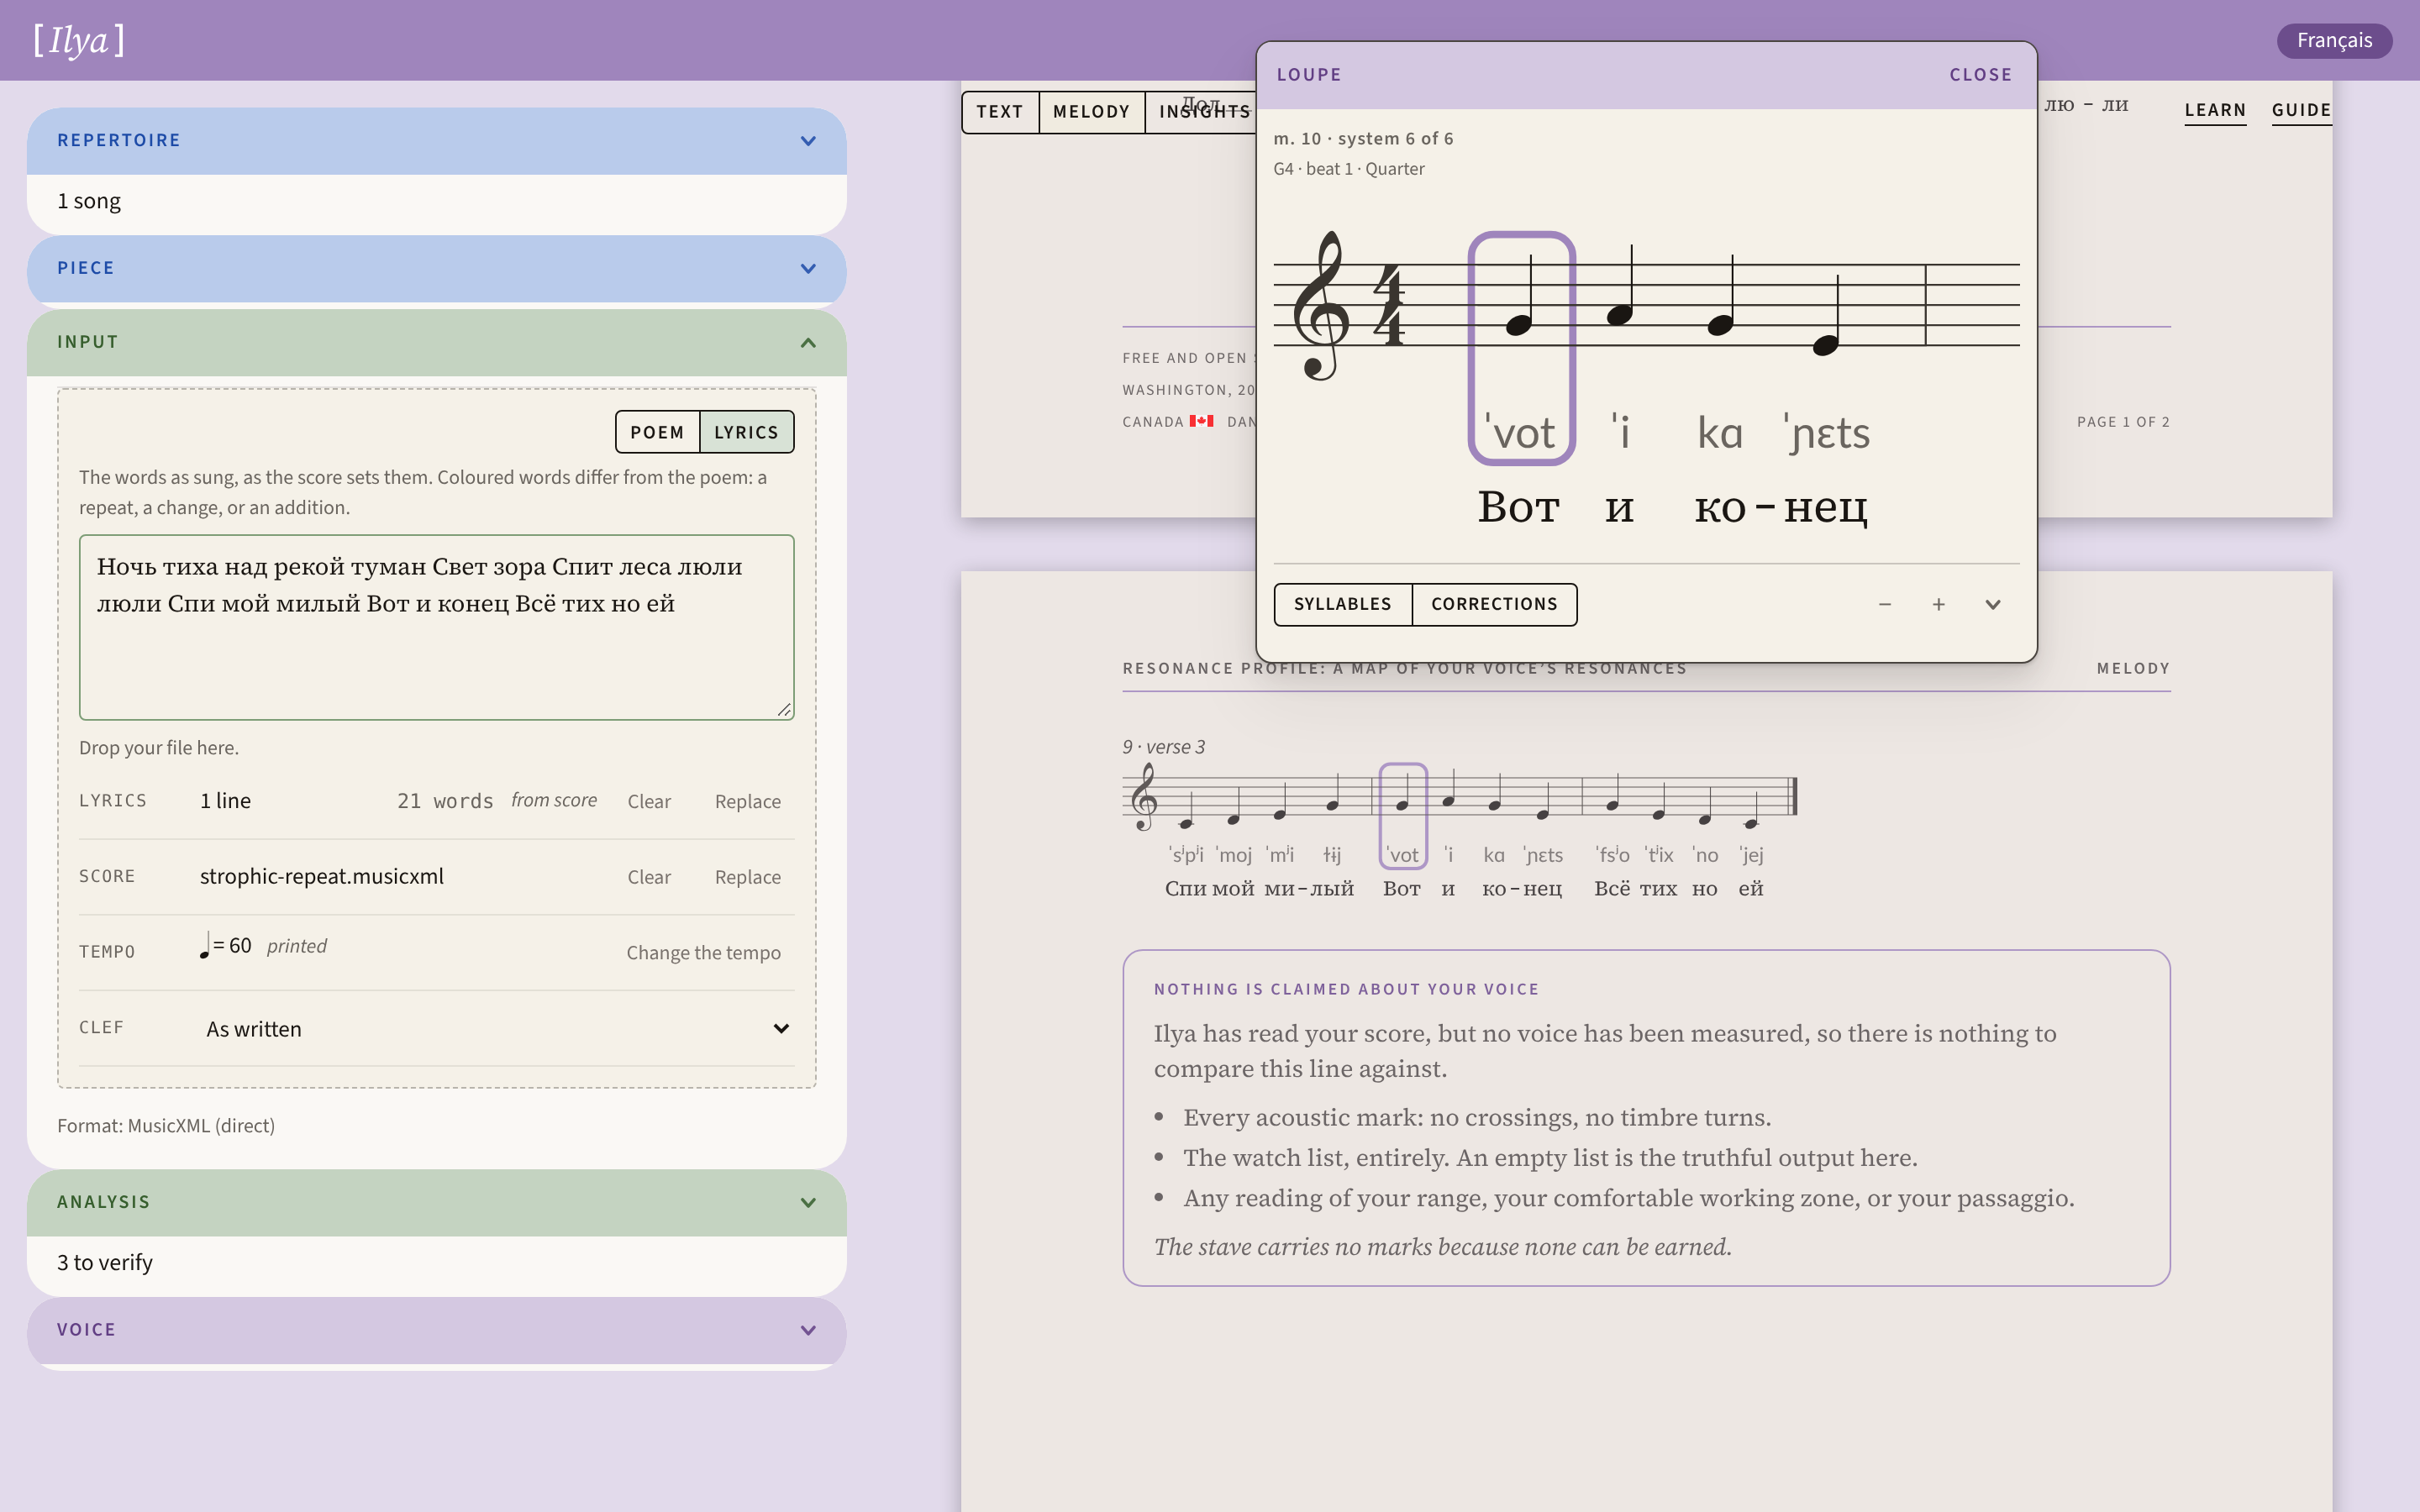 [Ilya]
Français
REPERTOIRE
1 song
PIECE
INPUT
POEM LYRICS
The words as sung, as the score sets them. Coloured words differ from the poem: a
repeat, a change, or an addition.
Ночь тиха над рекой туман Свет зора Спит леса люли
люли Спи мой милый Вот и конец Всё тих но ей
Drop your file here.
LYRICS 1 line 21 words from score Clear Replace
SCORE strophic-repeat.musicxml Clear Replace
TEMPO = 60 printed Change the tempo
CLEF As written
Format: MusicXML (direct)
ANALYSIS
3 to verify
VOICE
TEXT MELODY INSIGHTS
лю – ли
LEARN GUIDE
FREE AND OPEN
WASHINGTON, 20
CANADA DAN
PAGE 1 OF 2
LOUPE CLOSE
m. 10 · system 6 of 6
G4 · beat 1 · Quarter
4
4
ˈvot ˈi ka ˈɲɛts
Вот и ко – нец
SYLLABLES CORRECTIONS − +
RESONANCE PROFILE: A MAP OF YOUR VOICE’S RESONANCES MELODY
9 · verse 3
ˈsʲpʲi ˈmoj ˈmʲi ɫɨj ˈvot ˈi ka ˈɲɛts ˈfsʲo ˈtʲix ˈno ˈjej
Спи мой ми – лый Вот и ко – нец Всё тих но ей
NOTHING IS CLAIMED ABOUT YOUR VOICE
Ilya has read your score, but no voice has been measured, so there is nothing to
compare this line against.
• Every acoustic mark: no crossings, no timbre turns.
• The watch list, entirely. An empty list is the truthful output here.
• Any reading of your range, your comfortable working zone, or your passaggio.
The stave carries no marks because none can be earned.